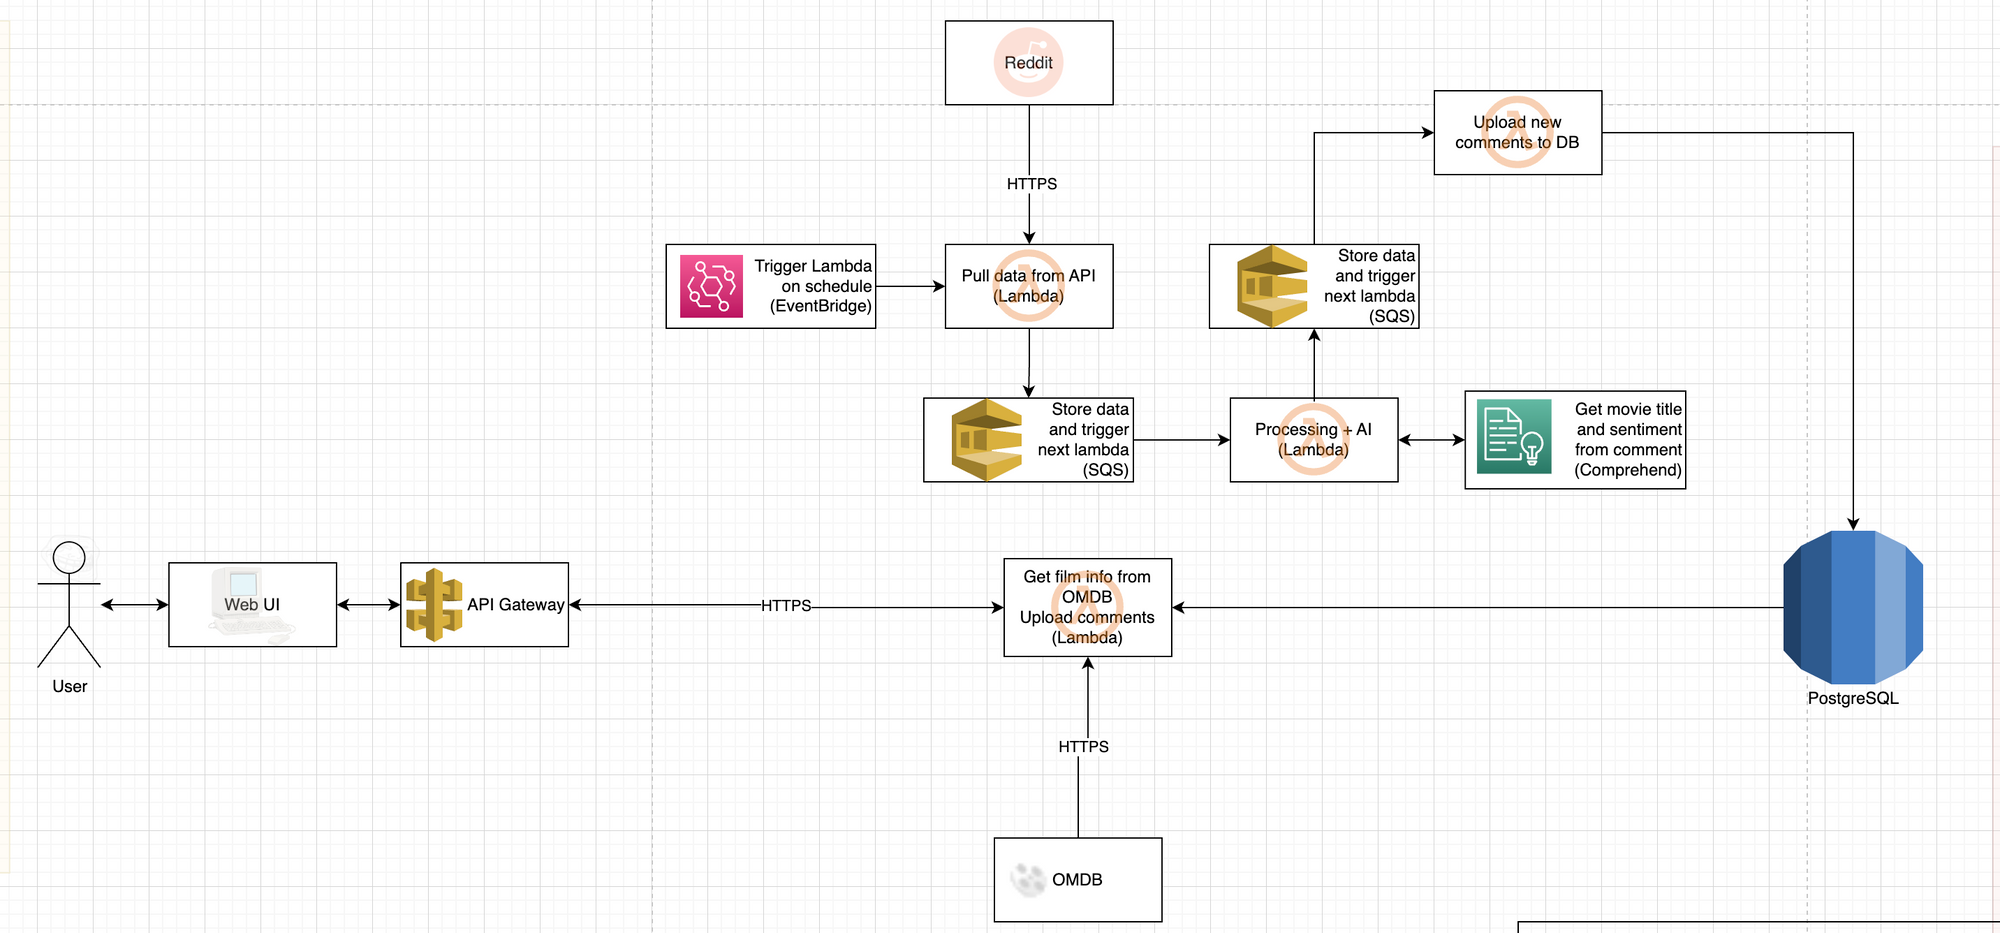 Reddit
Upload new
comments to DB
HTTPS
Trigger Lambda
on schedule
(EventBridge)
Pull data from API
(Lambda)
Store data
and trigger
next lambda
(SQS)
Store data
and trigger
next lambda
(SQS)
Processing + AI
(Lambda)
Get movie title
and sentiment
from comment
(Comprehend)
User
Web UI
API Gateway
HTTPS
Get film info from
OMDB
Upload comments
(Lambda)
PostgreSQL
HTTPS
OMDB